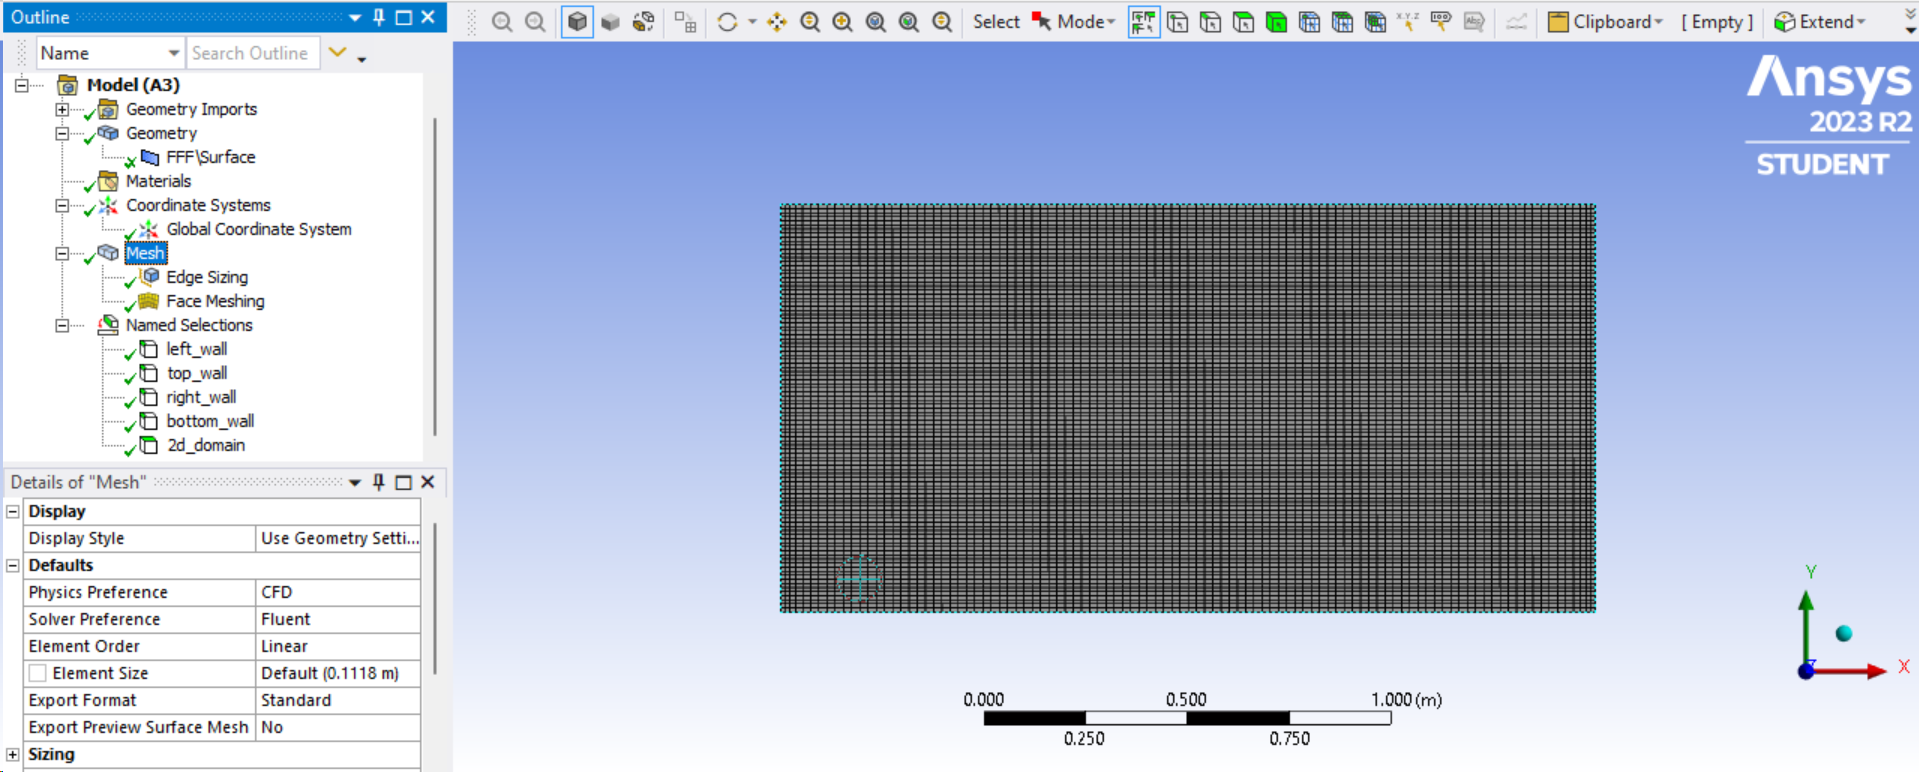 Outline
Name Search Outline
Model (A3)
Geometry Imports
Geometry
FFF\Surface
Materials
Coordinate Systems
Global Coordinate System
Mesh
Edge Sizing
Face Meshing
Named Selections
left_wall
top_wall
right_wall
bottom_wall
2d_domain
Details of "Mesh"
Display
Display Style Use Geometry Setti...
Defaults
Physics Preference CFD
Solver Preference Fluent
Element Order Linear
Element Size Default (0.1118 m)
Export Format Standard
Export Preview Surface Mesh No
Sizing
Select Mode Clipboard [ Empty ] Extend
Ansys
2023 R2
STUDENT
0.000 0.500 1.000 (m)
0.250 0.750
Y
Z
X